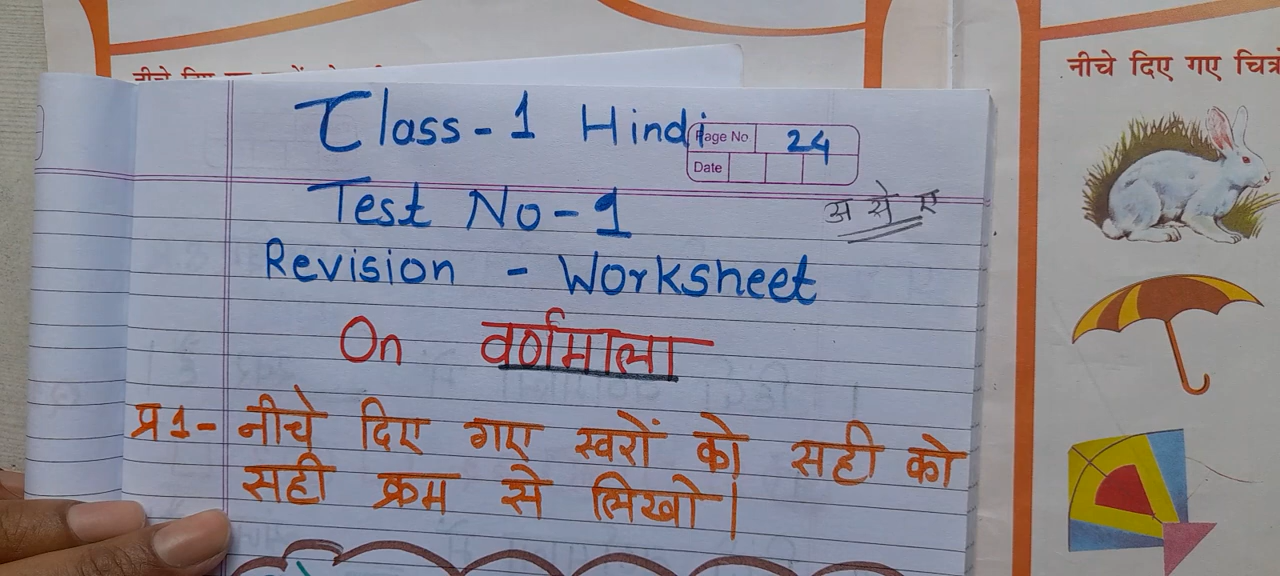 नीचे दिए गए चित्रों
Class-1 Hindi
Page No 24
Date
Test No-1
अ से ए
Revision - Worksheet
On वर्णमाला
प्र1- नीचे दिए गए स्वरों को सही को
सही क्रम से लिखो।